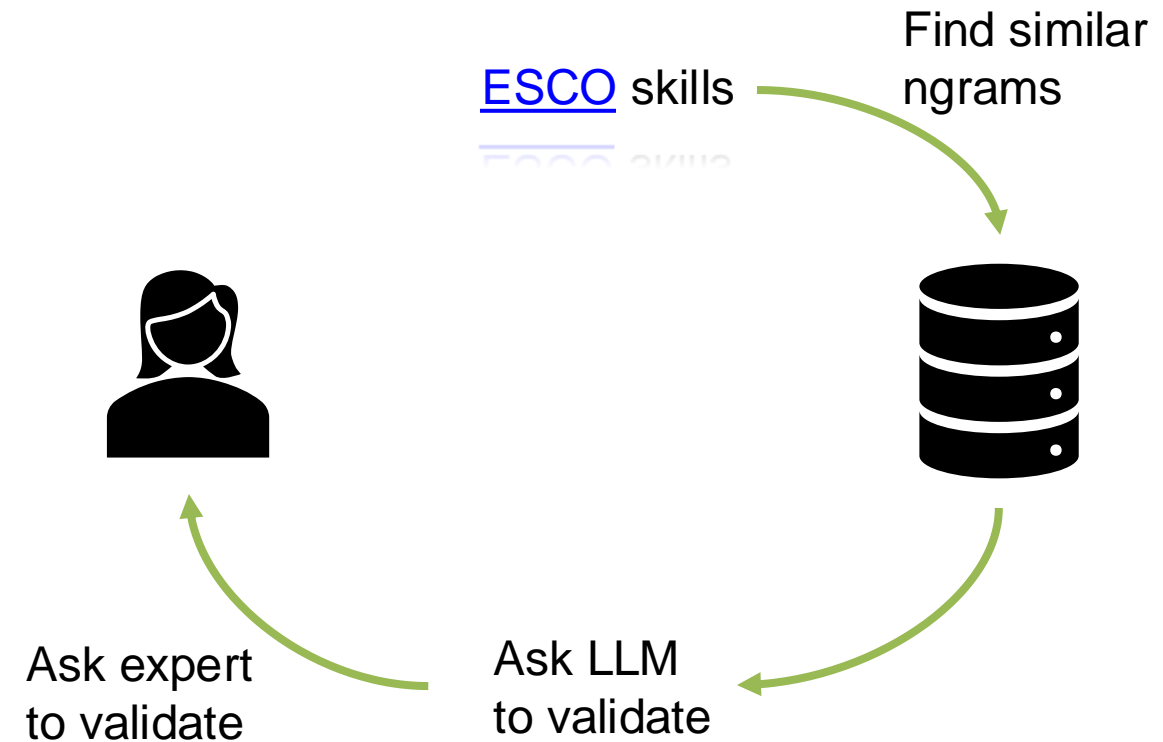 ESCO skills
Find similar
ngrams
Ask LLM
to validate
Ask expert
to validate